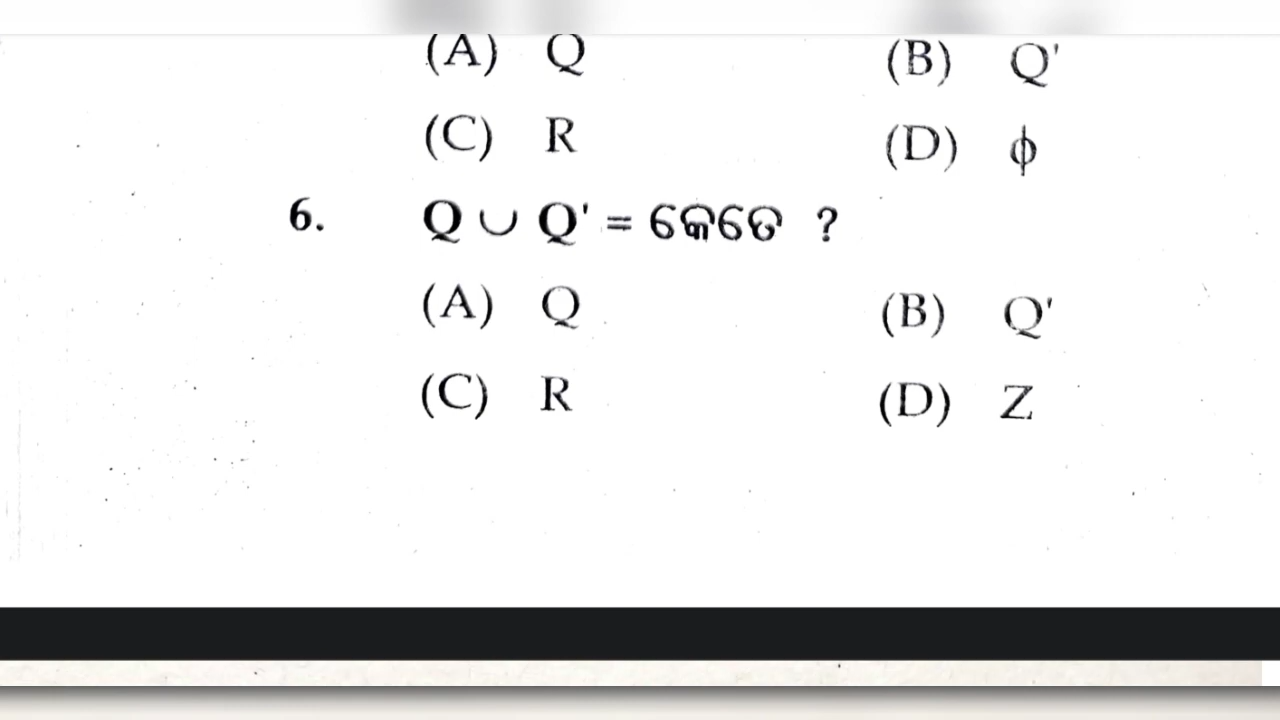 (A) Q (B) Q'
(C) R (D) ϕ
6. Q ∪ Q' = କେତେ ?
(A) Q (B) Q'
(C) R (D) Z